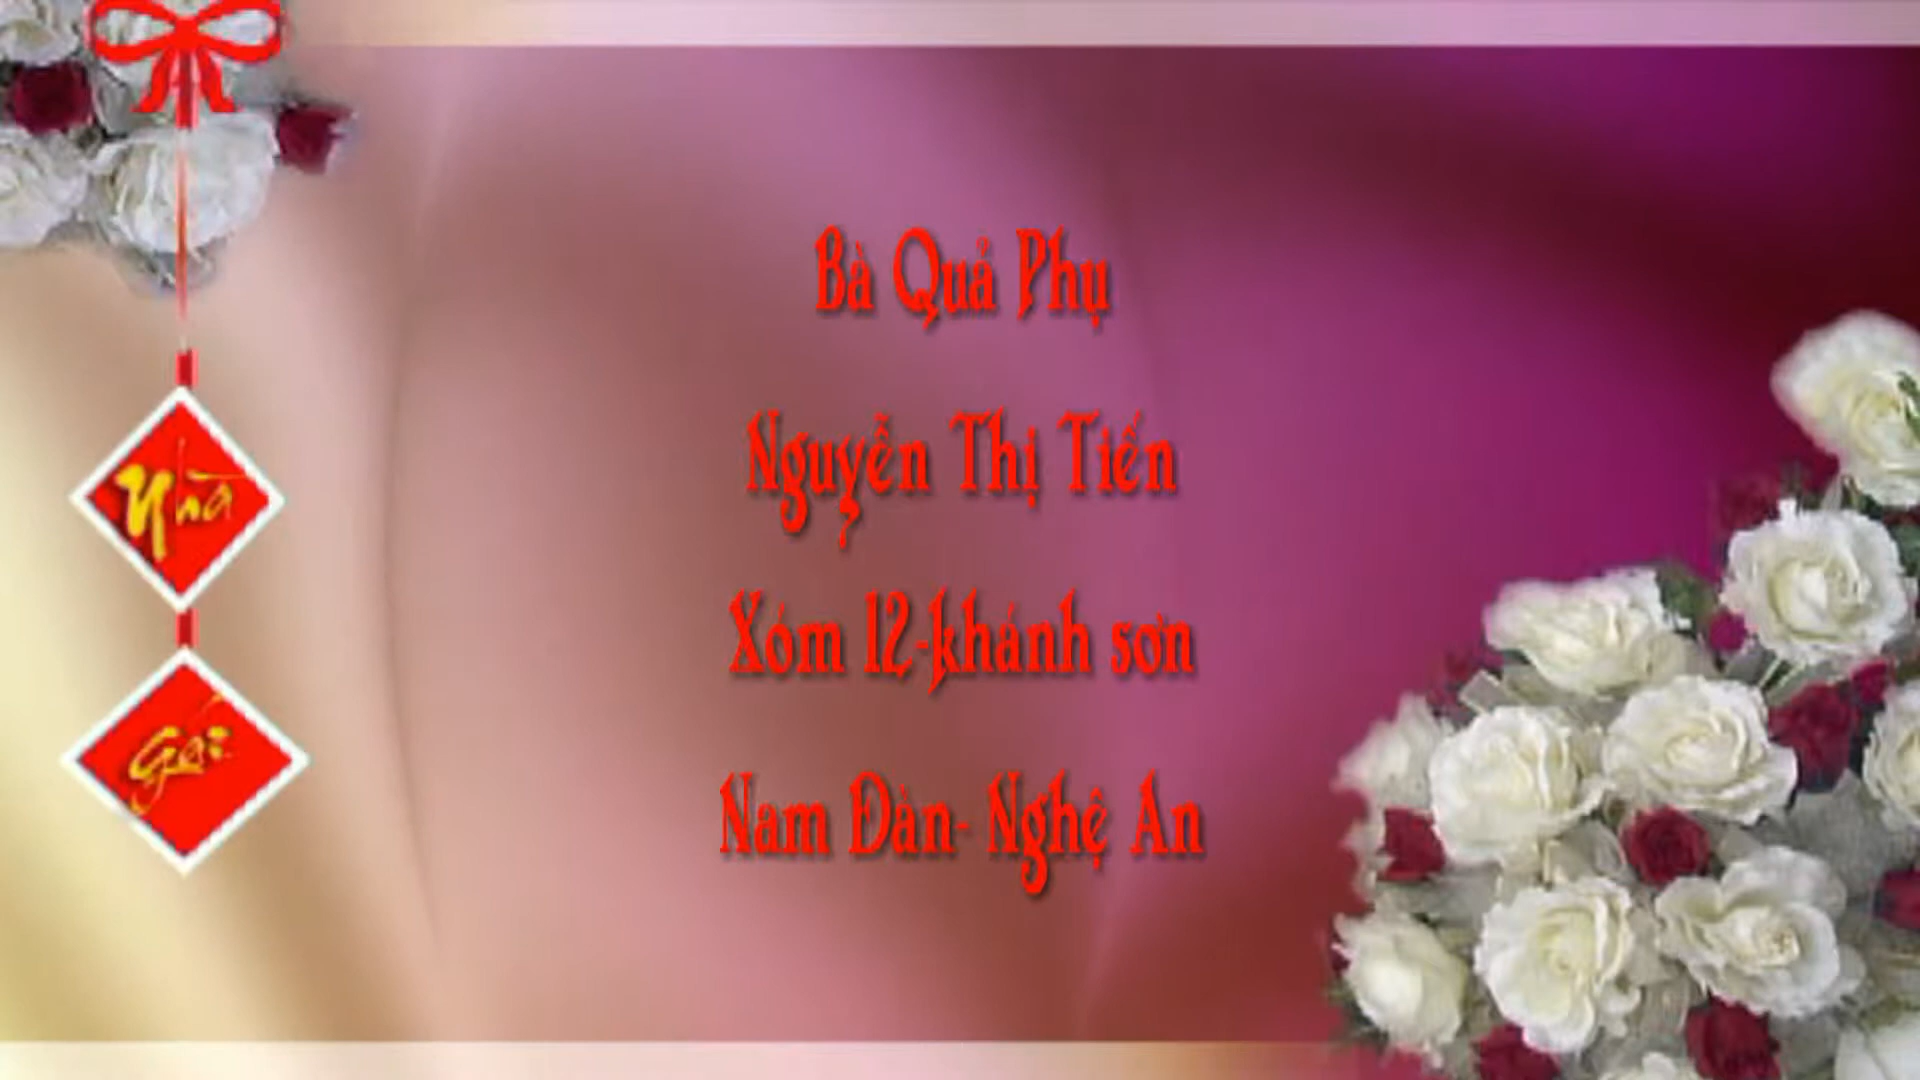 Bà Quả Phụ
Nguyễn Thị Tiến
Xóm 12-khánh sơn
Nam Đàn- Nghệ An
Nhà
Gái